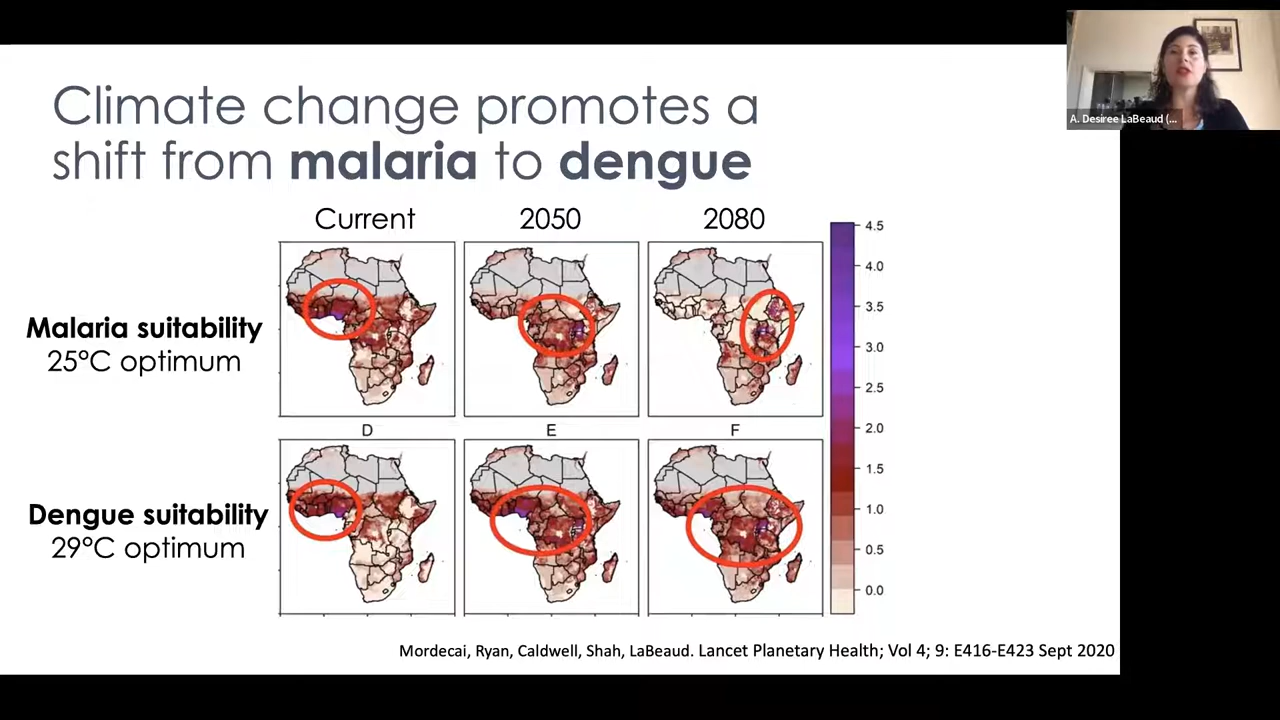 A. Desiree LaBeaud (...
Climate change promotes a
shift from malaria to dengue
Current
2050
2080
Malaria suitability
25°C optimum
D
E
F
Dengue suitability
29°C optimum
4.5
4.0
3.5
3.0
2.5
2.0
1.5
1.0
0.5
0.0
Mordecai, Ryan, Caldwell, Shah, LaBeaud. Lancet Planetary Health; Vol 4; 9: E416-E423 Sept 2020